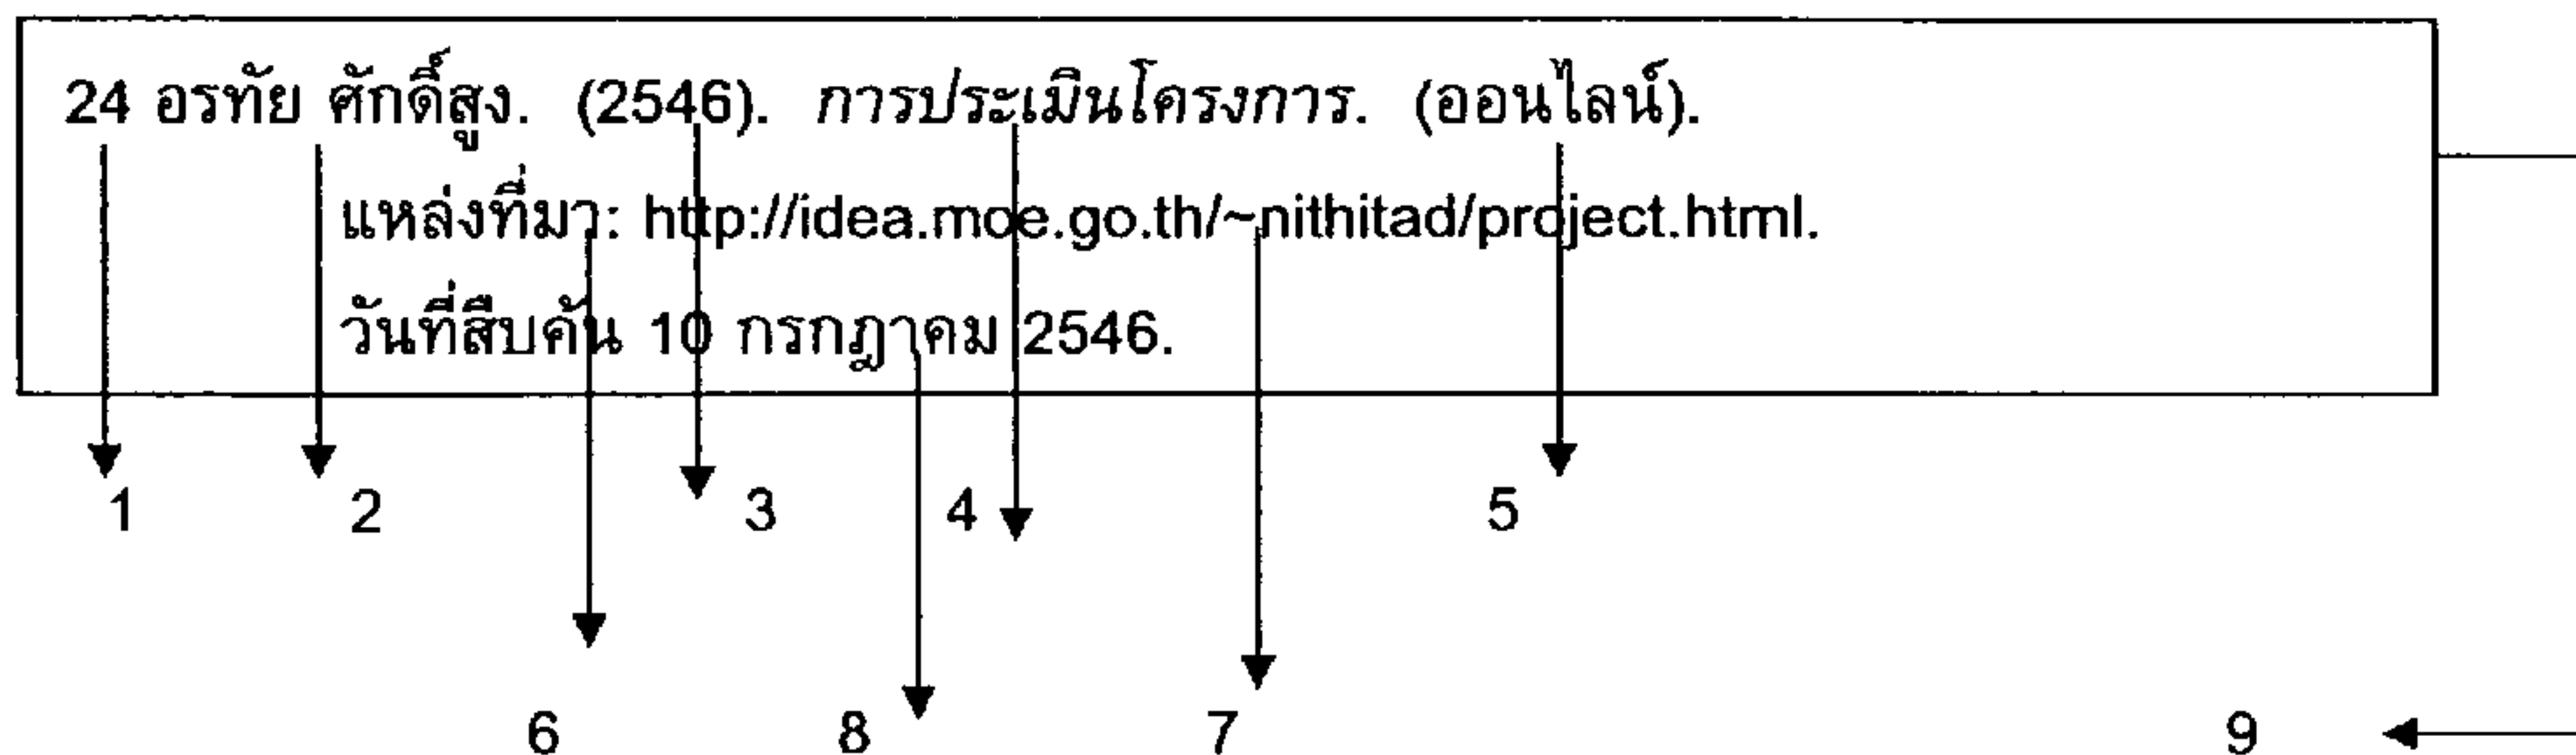 24 อรทัย ศักดิ์สูง. (2546). การประเมินโครงการ. (ออนไลน์).
แหล่งที่มา: http://idea.moe.go.th/~nithitad/project.html.
วันที่สืบค้น 10 กรกฎาคม 2546.
1 2 3 4 5
6 8 7 9